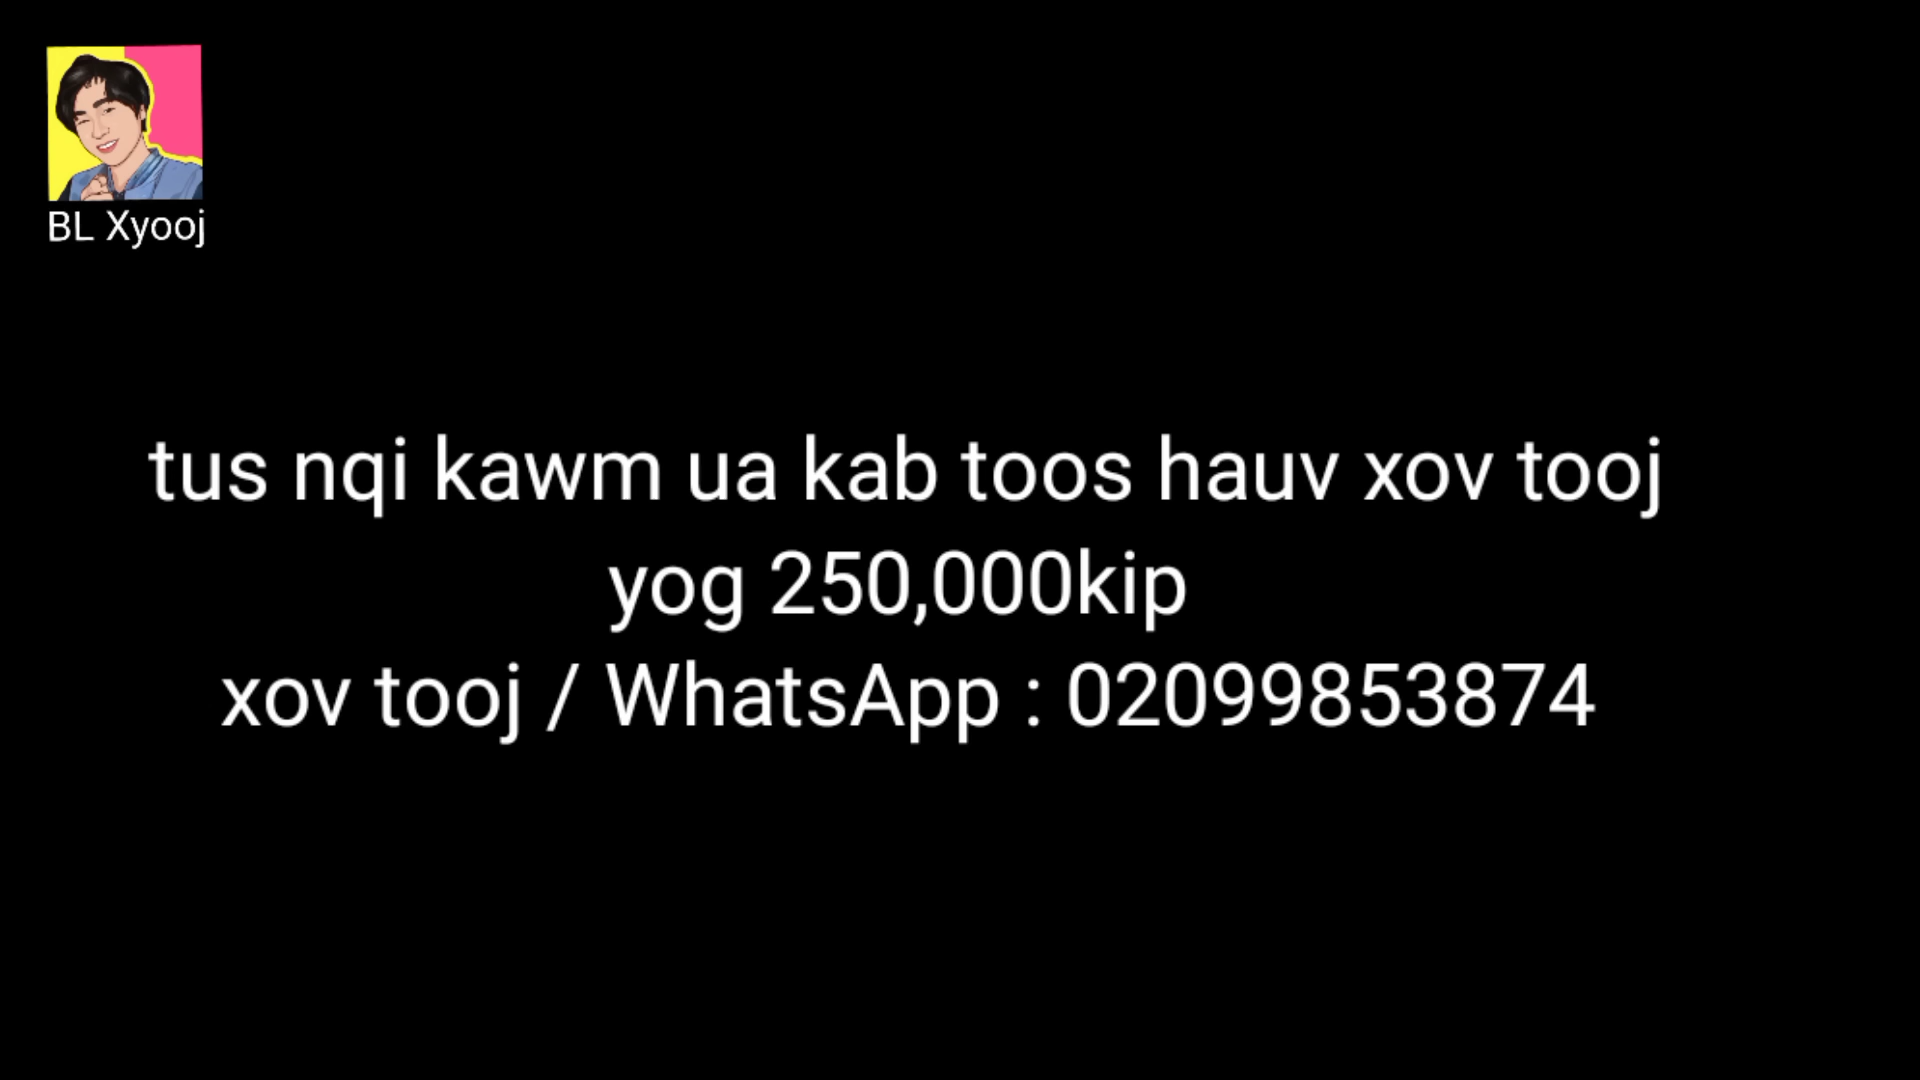 BL Xyooj
tus nqi kawm ua kab toos hauv xov tooj
yog 250,000kip
xov tooj / WhatsApp : 02099853874